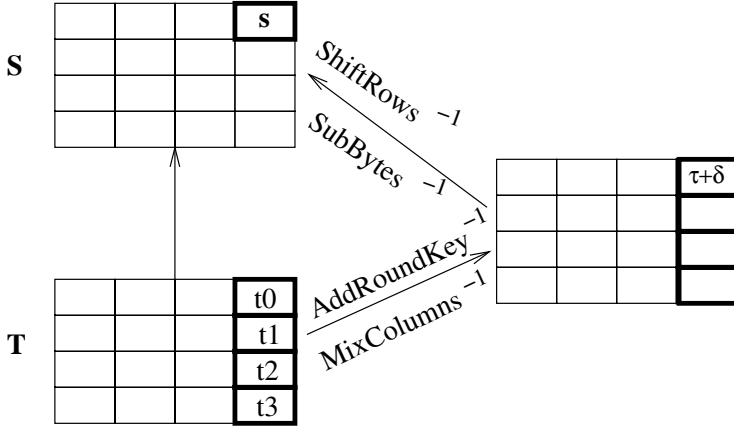 S
s
ShiftRows −1
SubBytes −1
τ+δ
T
t0
t1
t2
t3
AddRoundKey −1
MixColumns −1